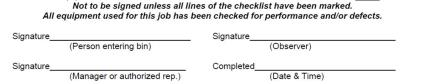 Not to be signed unless all lines of the checklist have been marked.
All equipment used for this job has been checked for performance and/or defects.
Signature Signature
(Person entering bin) (Observer)
Signature Completed
(Manager or authorized rep.) (Date & Time)